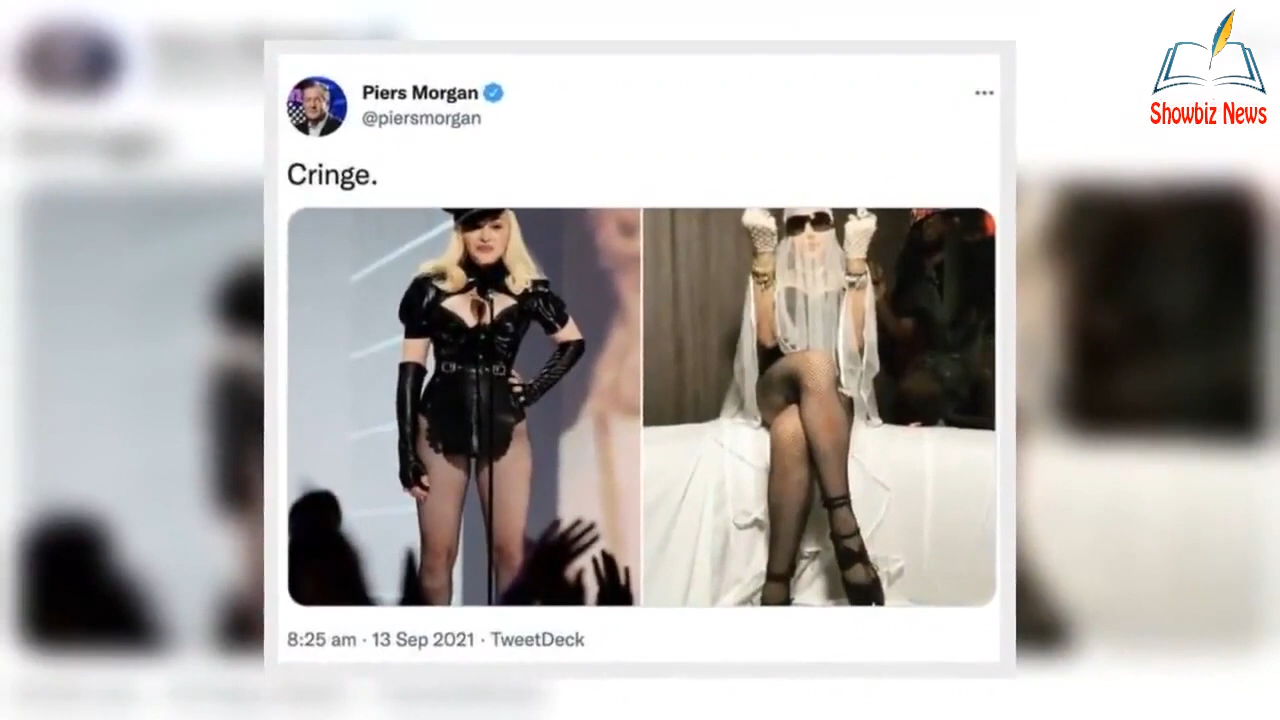 Piers Morgan
@piersmorgan
Cringe.
8:25 am · 13 Sep 2021 · TweetDeck
Showbiz News